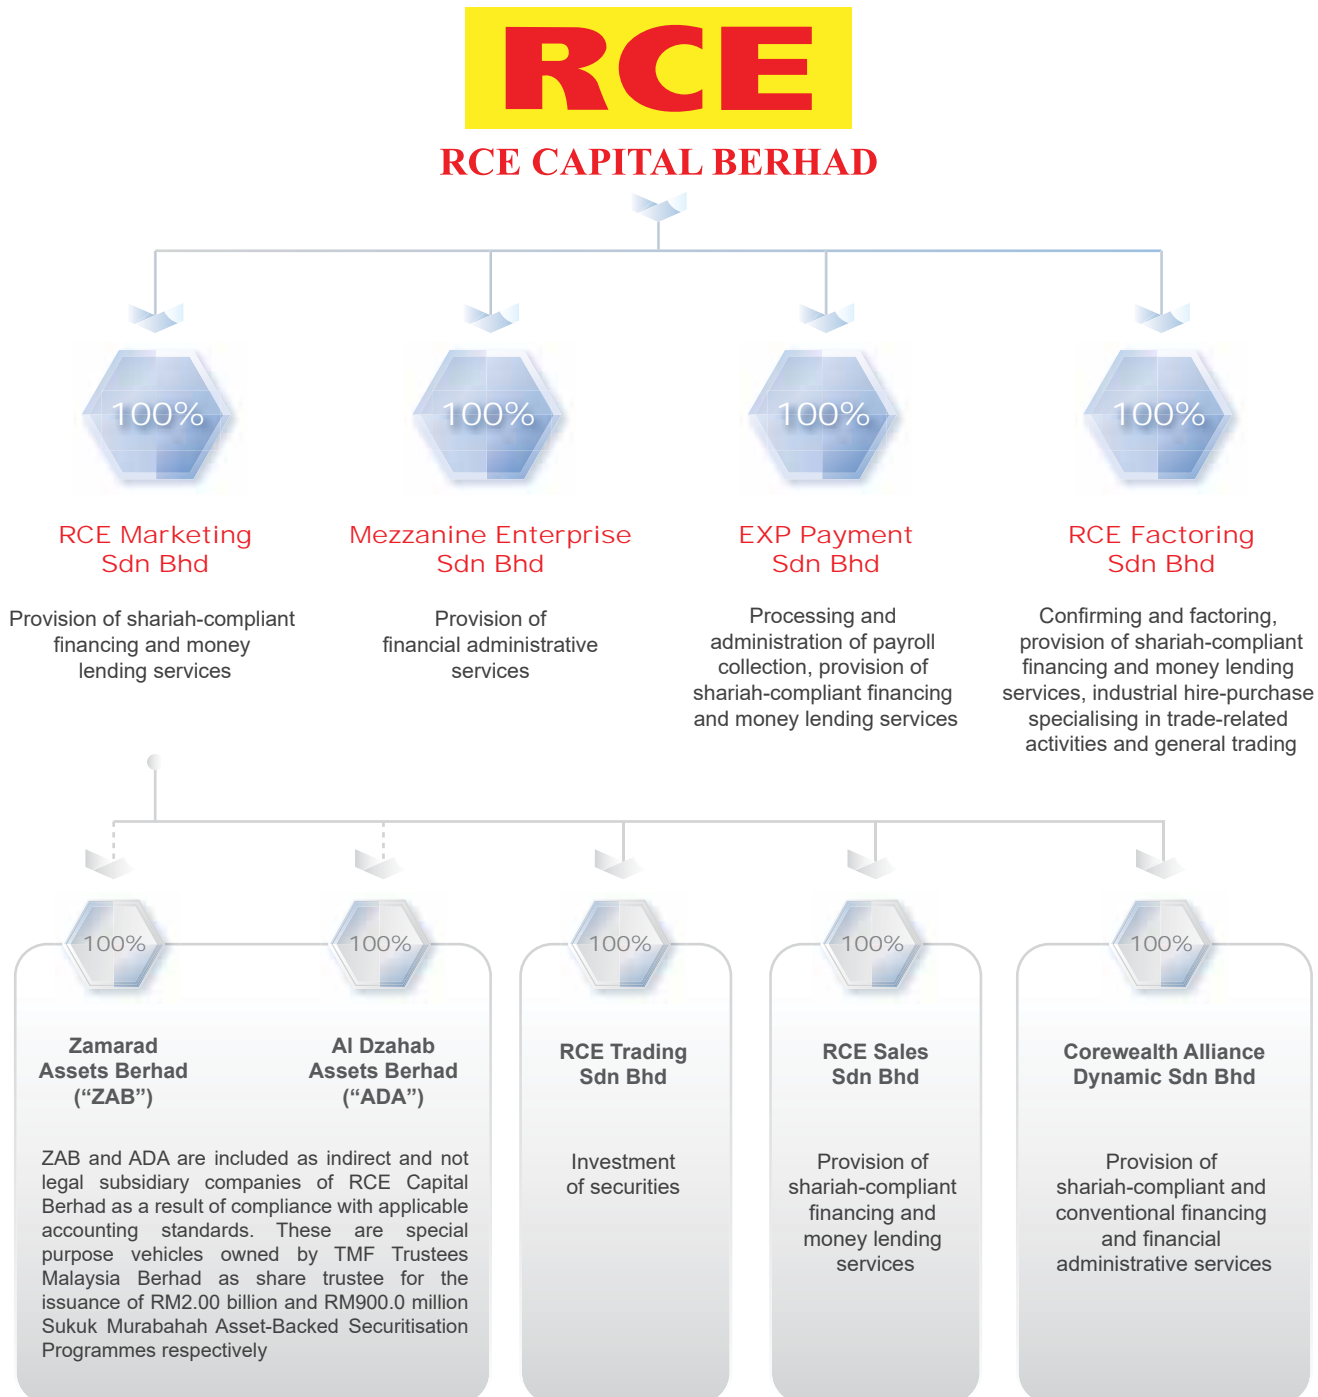 RCE
RCE CAPITAL BERHAD
100%
100%
100%
100%
RCE Marketing
Sdn Bhd
Provision of shariah-compliant
financing and money
lending services
Mezzanine Enterprise
Sdn Bhd
Provision of
financial administrative
services
EXP Payment
Sdn Bhd
Processing and
administration of payroll
collection, provision of
shariah-compliant financing
and money lending services
RCE Factoring
Sdn Bhd
Confirming and factoring,
provision of shariah-compliant
financing and money lending
services, industrial hire-purchase
specialising in trade-related
activities and general trading
100%
100%
100%
100%
100%
Zamarad
Assets Berhad
(“ZAB”)
Al Dzahab
Assets Berhad
(“ADA”)
ZAB and ADA are included as indirect and not
legal subsidiary companies of RCE Capital
Berhad as a result of compliance with applicable
accounting standards. These are special
purpose vehicles owned by TMF Trustees
Malaysia Berhad as share trustee for the
issuance of RM2.00 billion and RM900.0 million
Sukuk Murabahah Asset-Backed Securitisation
Programmes respectively
RCE Trading
Sdn Bhd
Investment
of securities
RCE Sales
Sdn Bhd
Provision of
shariah-compliant
financing and
money lending
services
Corewealth Alliance
Dynamic Sdn Bhd
Provision of
shariah-compliant and
conventional financing
and financial
administrative services